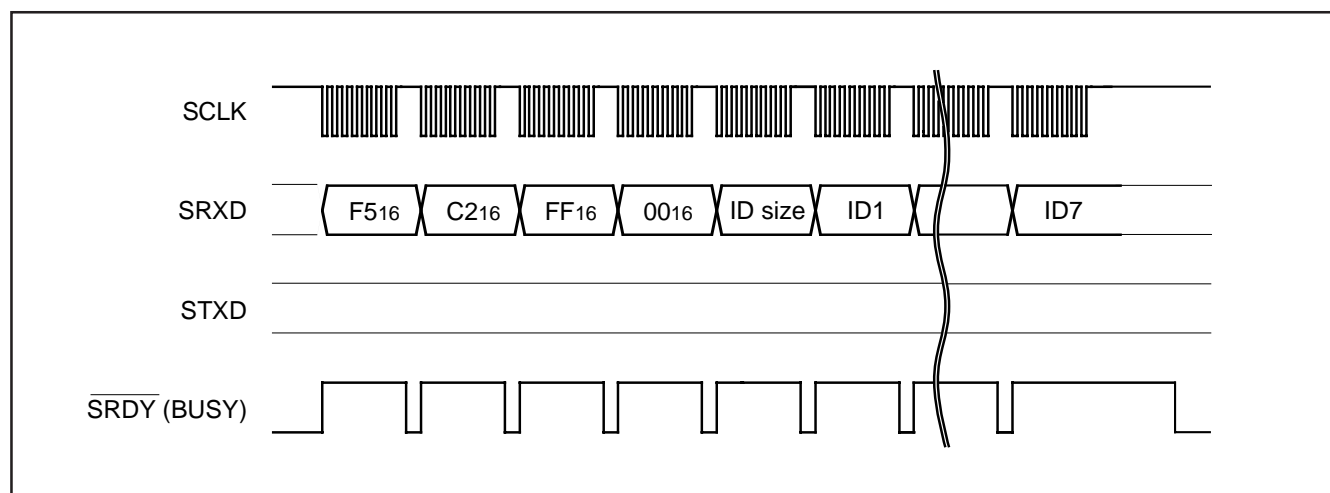 SCLK
SRXD F516 C216 FF16 0016 ID size ID1 ID7
STXD
SRDY (BUSY)